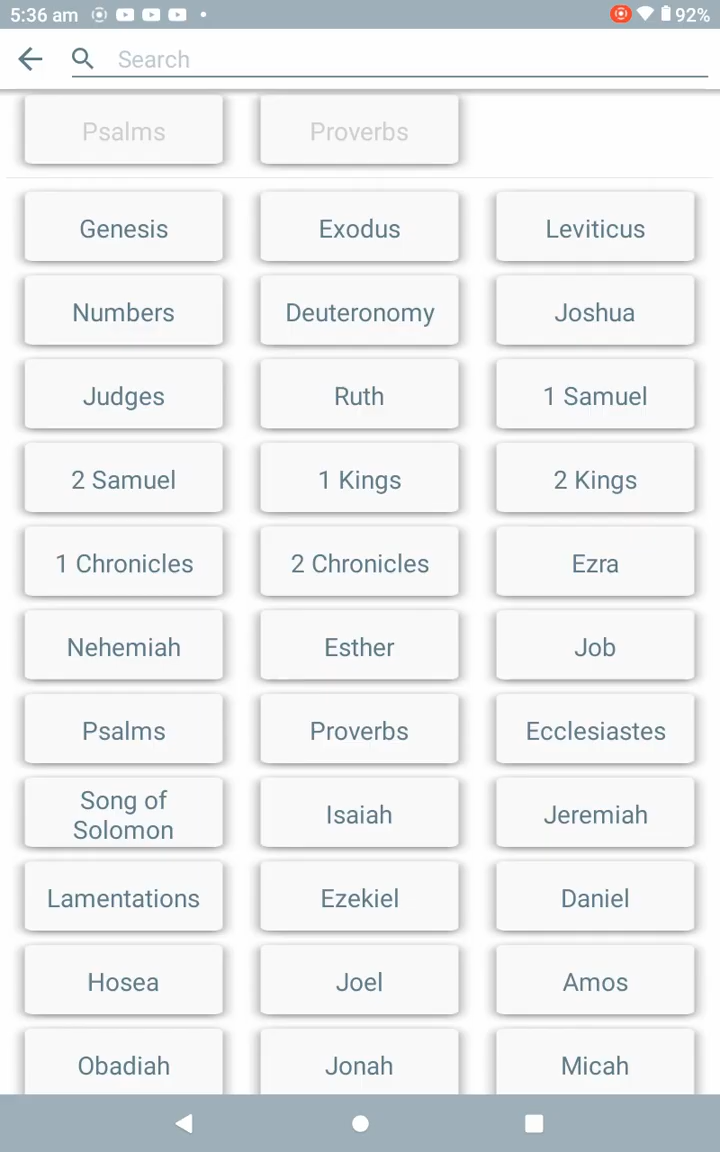 5:36 am 92%
Search
Psalms Proverbs
Genesis Exodus Leviticus
Numbers Deuteronomy Joshua
Judges Ruth 1 Samuel
2 Samuel 1 Kings 2 Kings
1 Chronicles 2 Chronicles Ezra
Nehemiah Esther Job
Psalms Proverbs Ecclesiastes
Song of
Solomon Isaiah Jeremiah
Lamentations Ezekiel Daniel
Hosea Joel Amos
Obadiah Jonah Micah